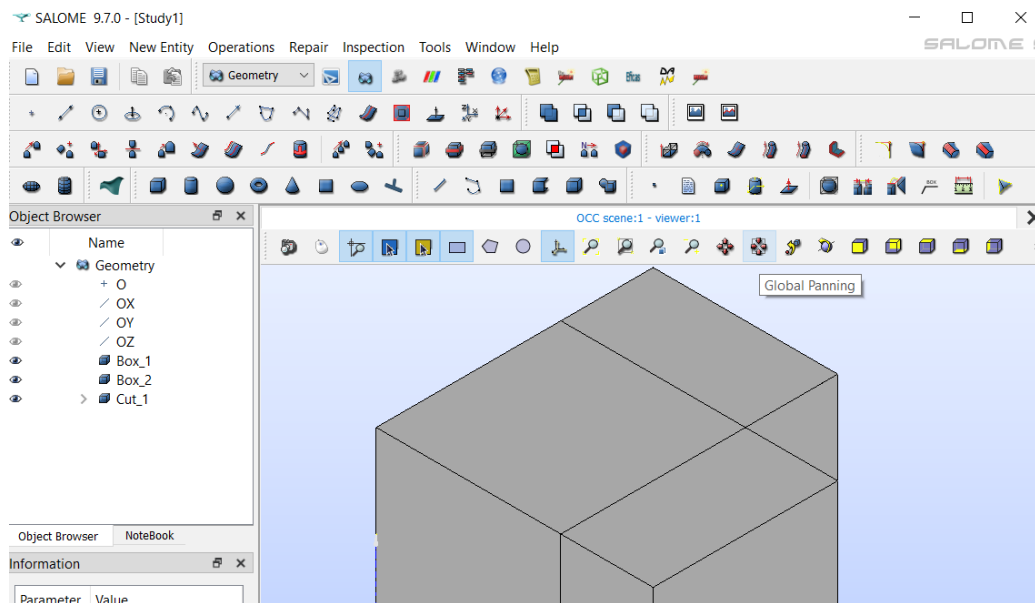 SALOME 9.7.0 - [Study1]
File Edit View New Entity Operations Repair Inspection Tools Window Help
SALOME
Geometry
Object Browser
OCC scene:1 - viewer:1
Name
Geometry
Global Panning
O
OX
OY
OZ
Box_1
Box_2
Cut_1
Object Browser NoteBook
Information
Parameter Value